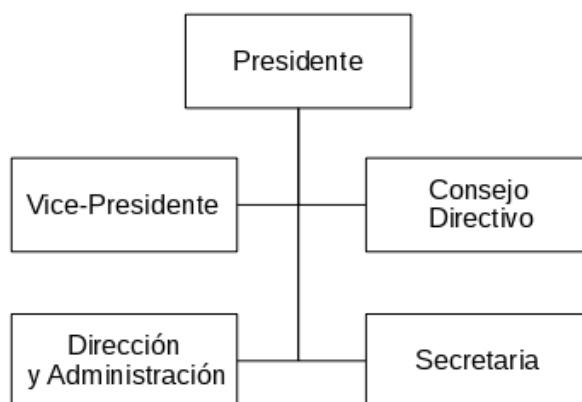 Presidente
Vice-Presidente
Consejo
Directivo
Dirección
y Administración
Secretaria